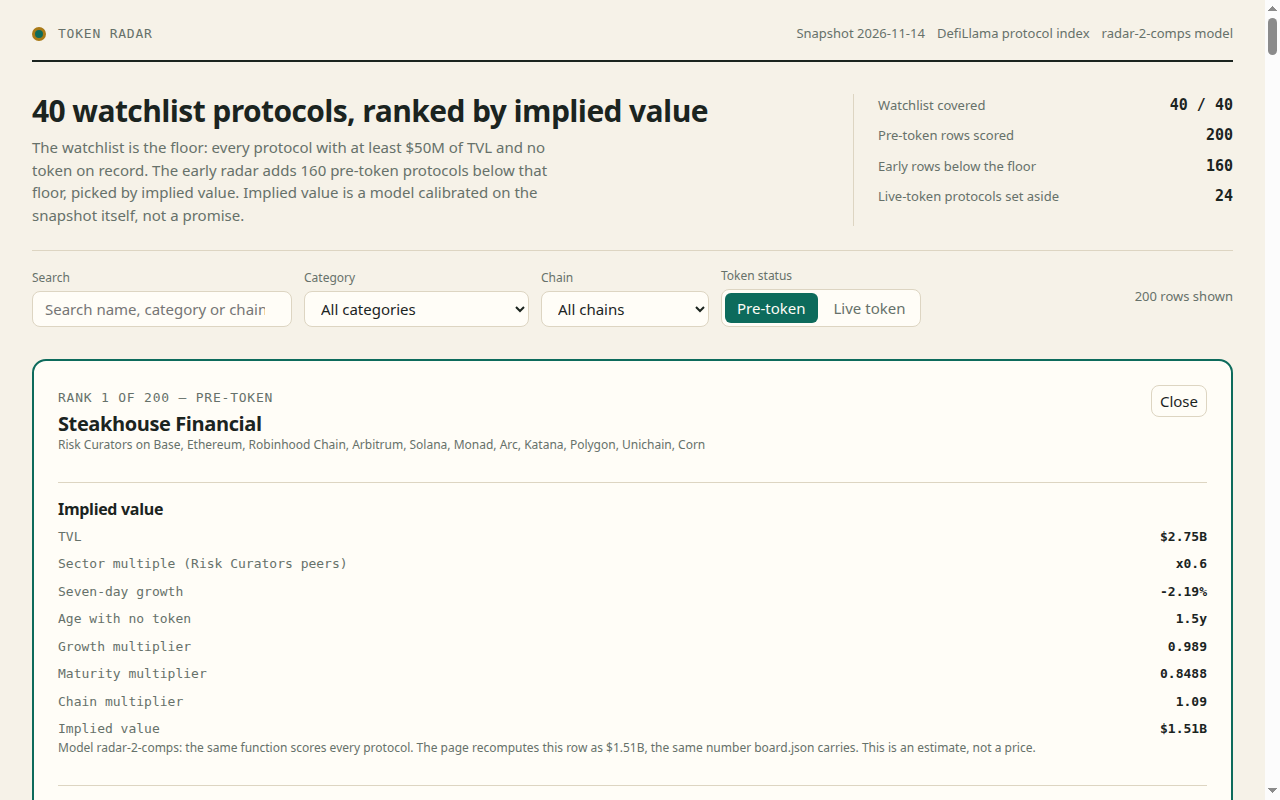 TOKEN RADAR
Snapshot 2026-11-14 DefiLlama protocol index radar-2-comps model
40 watchlist protocols, ranked by implied value
The watchlist is the floor: every protocol with at least $50M of TVL and no
token on record. The early radar adds 160 pre-token protocols below that
floor, picked by implied value. Implied value is a model calibrated on the
snapshot itself, not a promise.
Watchlist covered 40 / 40
Pre-token rows scored 200
Early rows below the floor 160
Live-token protocols set aside 24
Search
Search name, category or chain
Category
All categories
Chain
All chains
Token status
Pre-token Live token
200 rows shown
RANK 1 OF 200 — PRE-TOKEN
Close
Steakhouse Financial
Risk Curators on Base, Ethereum, Robinhood Chain, Arbitrum, Solana, Monad, Arc, Katana, Polygon, Unichain, Corn
Implied value
TVL $2.75B
Sector multiple (Risk Curators peers) x0.6
Seven-day growth -2.19%
Age with no token 1.5y
Growth multiplier 0.989
Maturity multiplier 0.8488
Chain multiplier 1.09
Implied value $1.51B
Model radar-2-comps: the same function scores every protocol. The page recomputes this row as $1.51B, the same number board.json carries. This is an estimate, not a price.